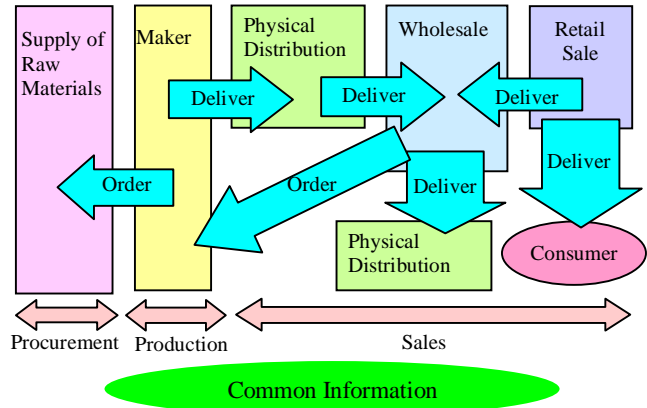 Supply of
Raw
Materials
Maker
Physical
Distribution
Wholesale
Retail
Sale
Deliver
Deliver
Deliver
Order
Order
Deliver
Deliver
Physical
Distribution
Consumer
Procurement
Production
Sales
Common Information